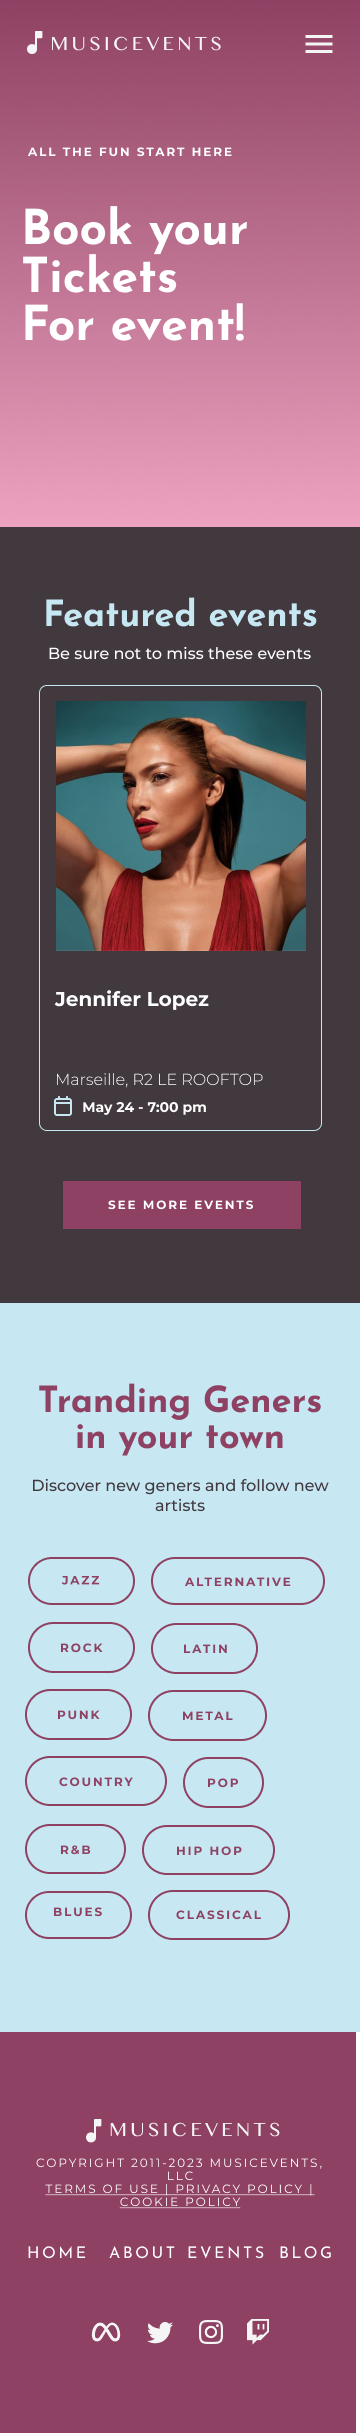 MUSICEVENTS
ALL THE FUN START HERE
Book your
Tickets
For event!
Featured events
Be sure not to miss these events
Jennifer Lopez
Marseille, R2 LE ROOFTOP
May 24 - 7:00 pm
SEE MORE EVENTS
Tranding Geners
in your town
Discover new geners and follow new
artists
JAZZ
ALTERNATIVE
ROCK
LATIN
PUNK
METAL
COUNTRY
POP
R&B
HIP HOP
BLUES
CLASSICAL
MUSICEVENTS
COPYRIGHT 2011-2023 MUSICEVENTS,
LLC
TERMS OF USE | PRIVACY POLICY |
COOKIE POLICY
HOME ABOUT EVENTS BLOG